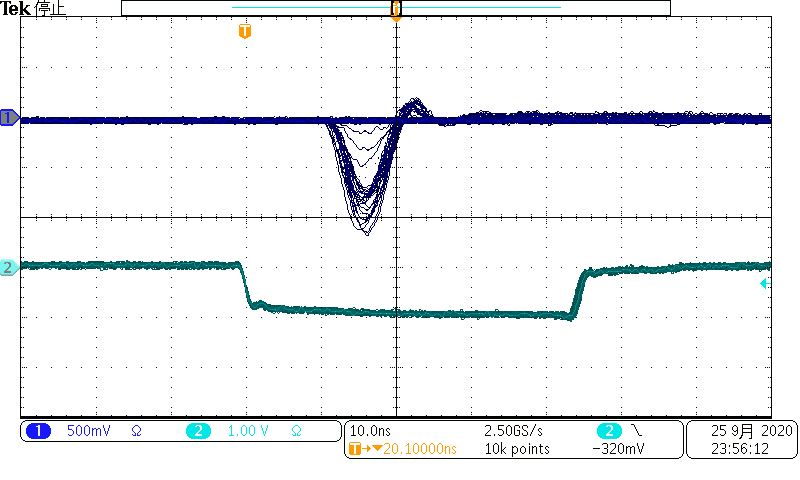 Tek 停止
T
1
2
1 500mV Ω 2 1.00 V Ω
10.0ns 2.50GS/s 2
T→▼20.10000ns 10k points −320mV
25 9月 2020
23:56:12